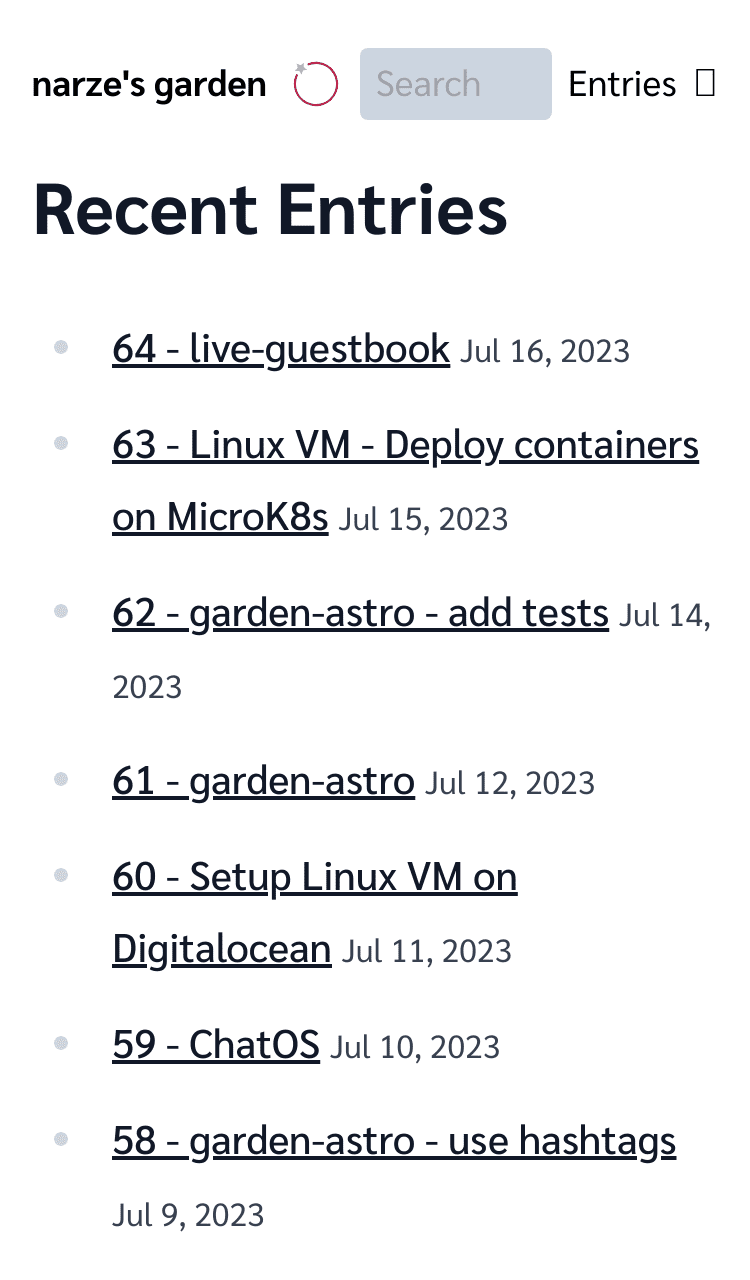 narze's garden Search Entries
Recent Entries
64 - live-guestbook Jul 16, 2023
63 - Linux VM - Deploy containers
on MicroK8s Jul 15, 2023
62 - garden-astro - add tests Jul 14,
2023
61 - garden-astro Jul 12, 2023
60 - Setup Linux VM on
Digitalocean Jul 11, 2023
59 - ChatOS Jul 10, 2023
58 - garden-astro - use hashtags
Jul 9, 2023